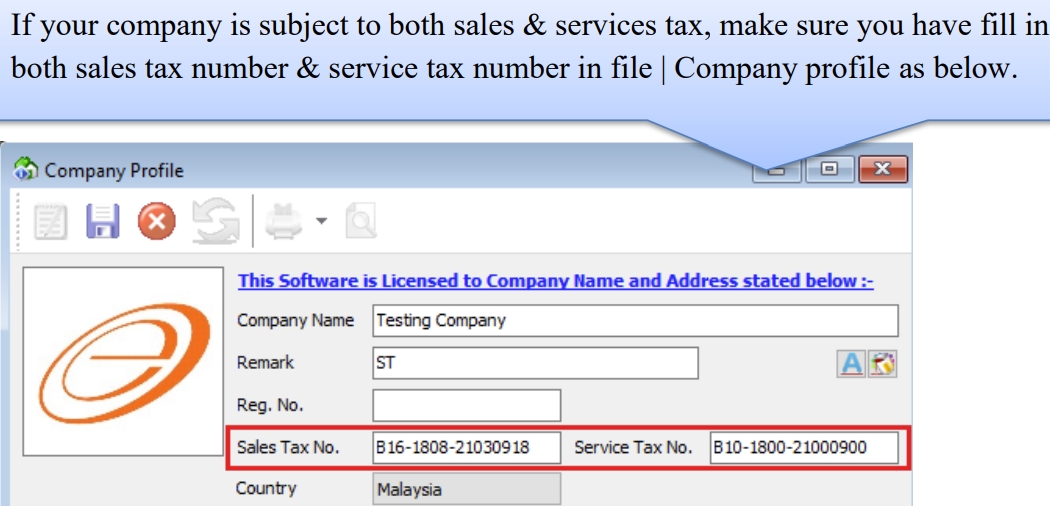 If your company is subject to both sales & services tax, make sure you have fill in
both sales tax number & service tax number in file | Company profile as below.
Company Profile
This Software is Licensed to Company Name and Address stated below :-
Company Name Testing Company
Remark ST
A
Reg. No.
Sales Tax No. B16-1808-21030918 Service Tax No. B10-1800-21000900
Country Malaysia